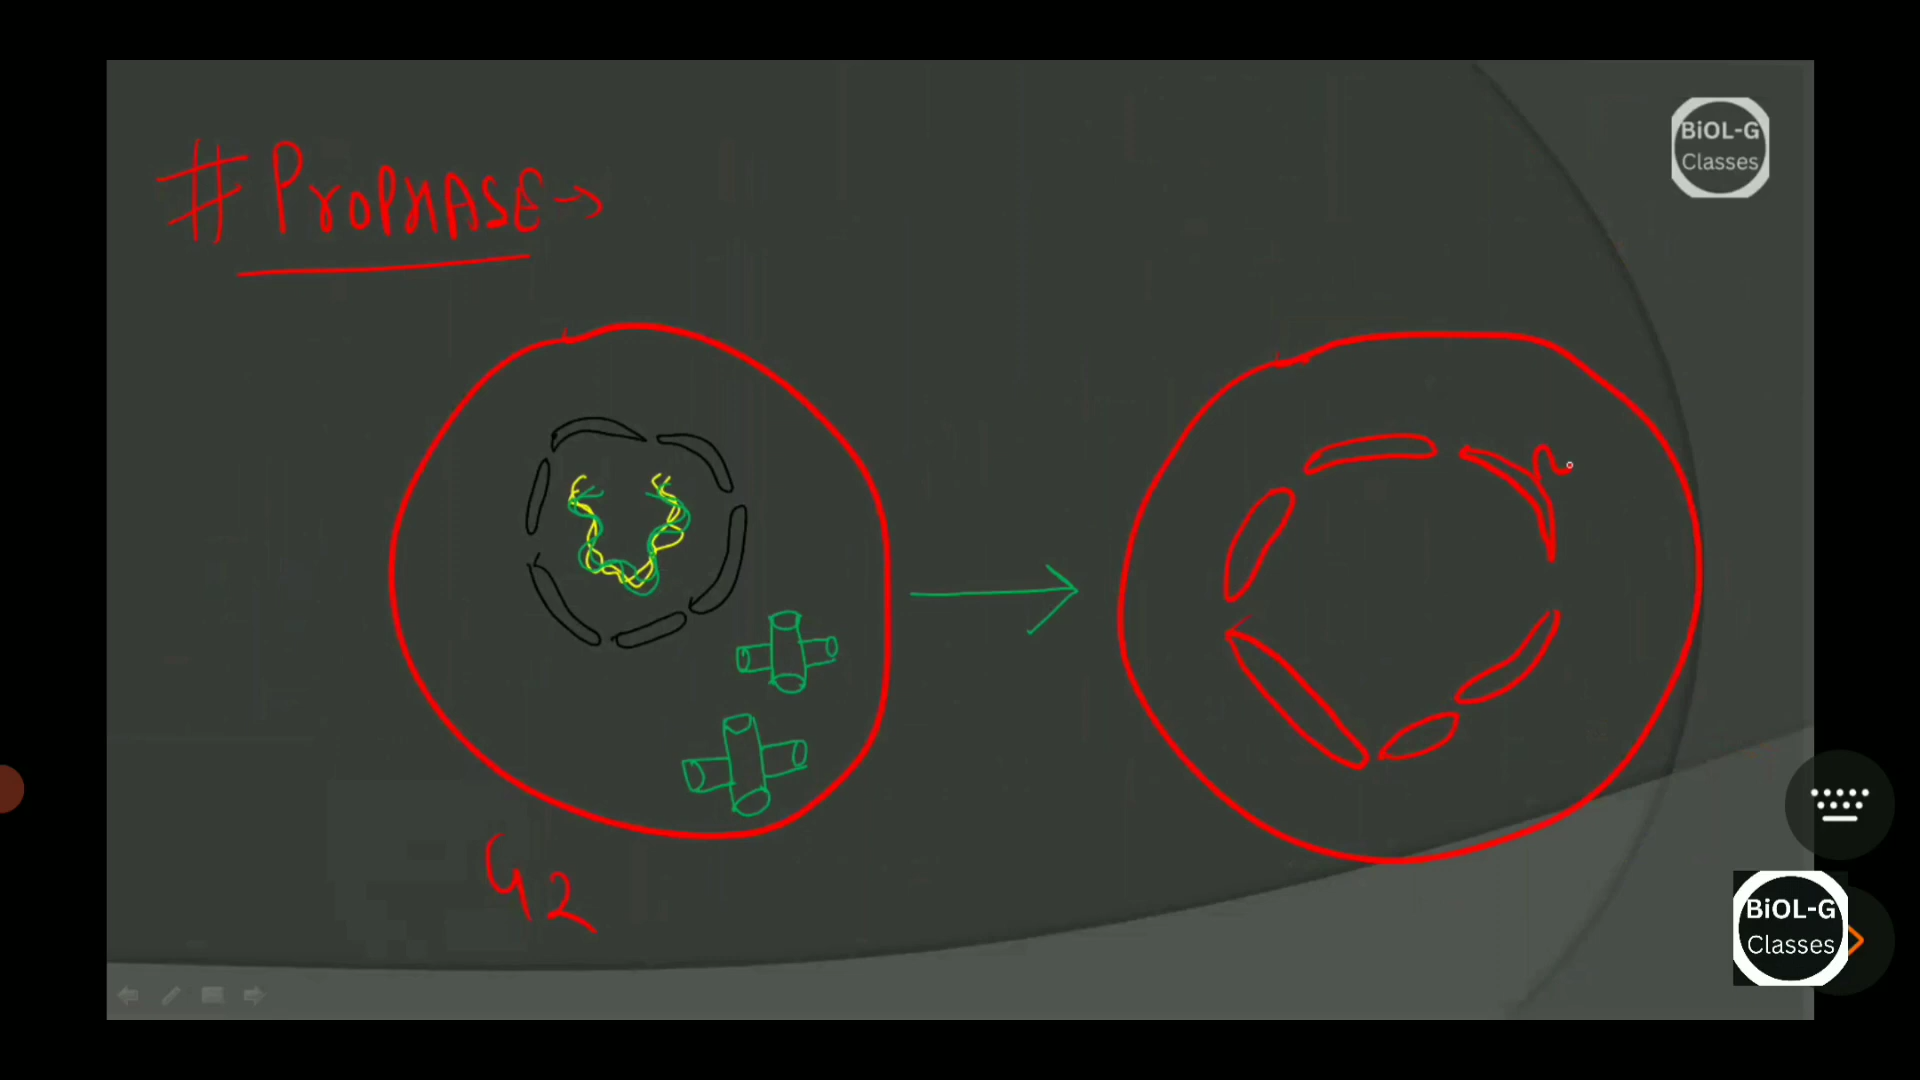 BiOL-G
Classes
#PrOPHASE→
G2
BiOL-G
Classes